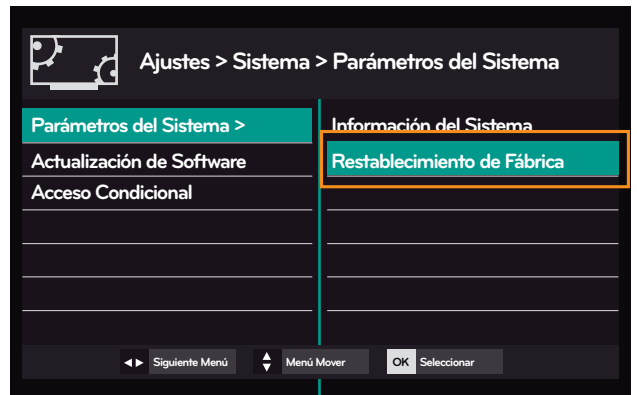 Ajustes > Sistema > Parámetros del Sistema
Parámetros del Sistema >
Información del Sistema
Actualización de Software
Restablecimiento de Fábrica
Acceso Condicional
Siguiente Menú
Menú Mover
OK Seleccionar